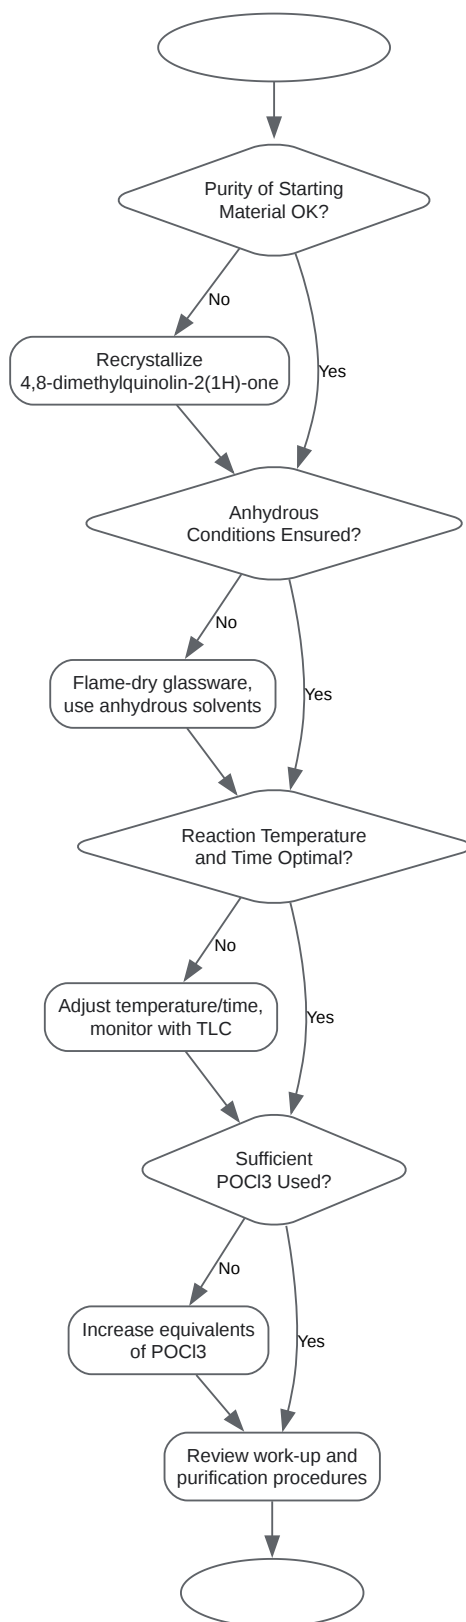 Purity of Starting
Material OK?
No
Yes
Recrystallize
4,8-dimethylquinolin-2(1H)-one
Anhydrous
Conditions Ensured?
No
Yes
Flame-dry glassware,
use anhydrous solvents
Reaction Temperature
and Time Optimal?
No
Yes
Adjust temperature/time,
monitor with TLC
Sufficient
POCl3 Used?
No
Yes
Increase equivalents
of POCl3
Review work-up and
purification procedures